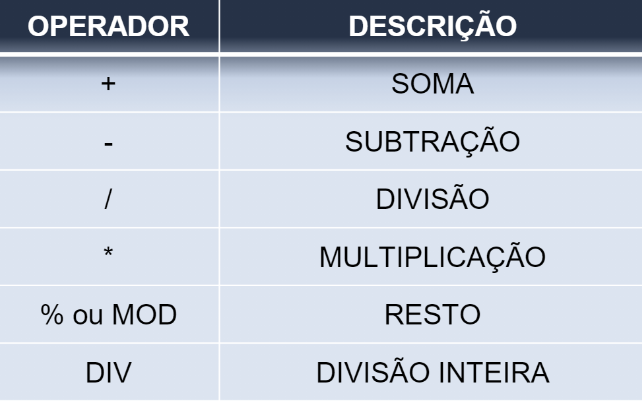 OPERADOR DESCRIÇÃO
+ SOMA
- SUBTRAÇÃO
/ DIVISÃO
* MULTIPLICAÇÃO
% ou MOD RESTO
DIV DIVISÃO INTEIRA